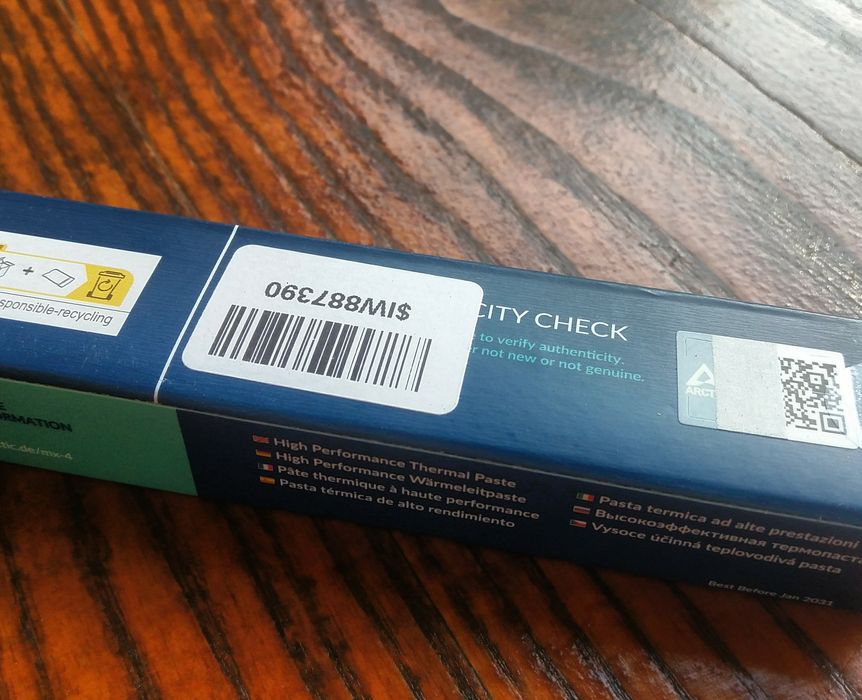 +
sponsible-recycling
$IW887390
CITY CHECK
to verify authenticity.
r not new or not genuine.
ARCT
E
ORMATION
tic.de/mx-4
High Performance Thermal Paste
High Performance Wärmeleitpaste
Pâte thermique à haute performance
Pasta térmica de alto rendimiento
Pasta termica ad alte prestazioni
Высокоэффективная термопаст
Vysoce účinná teplovodivá pasta
Best Before Jan 2031